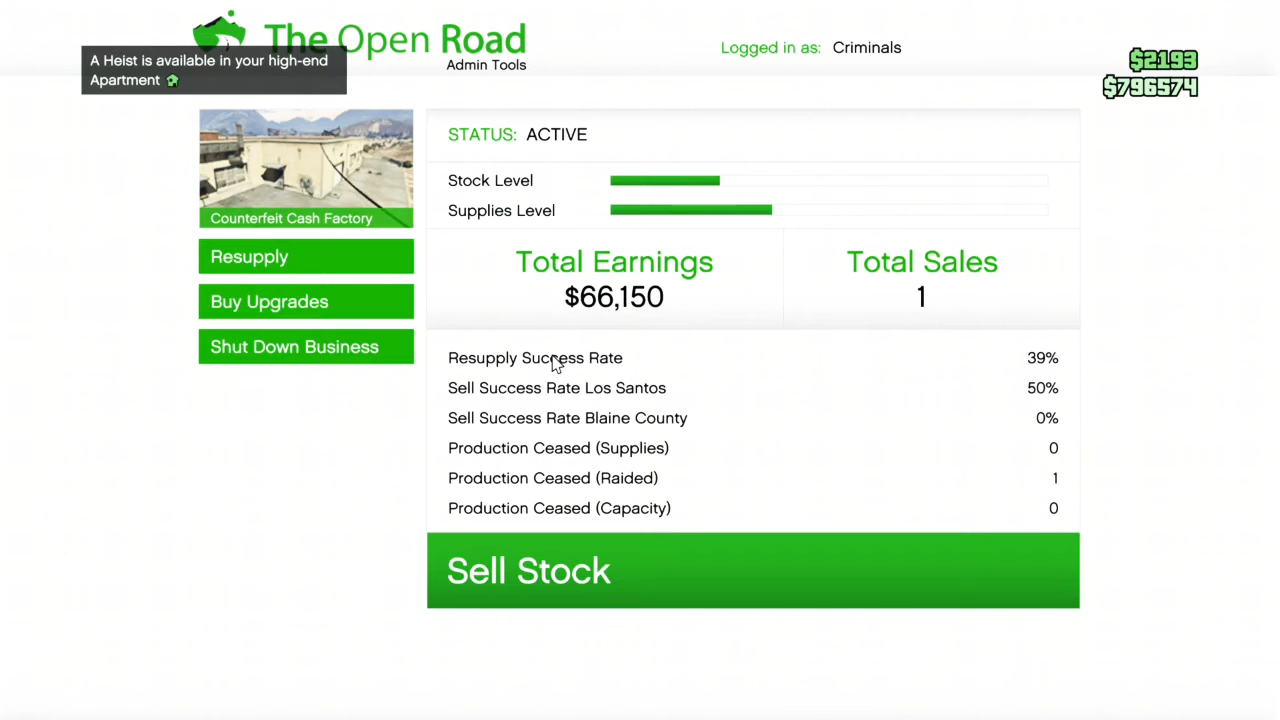 The Open Road
Admin Tools
Logged in as: Criminals
A Heist is available in your high-end
Apartment
$2193
$796574
Counterfeit Cash Factory
Resupply
Buy Upgrades
Shut Down Business
STATUS: ACTIVE
Stock Level
Supplies Level
Total Earnings
$66,150
Total Sales
1
Resupply Success Rate 39%
Sell Success Rate Los Santos 50%
Sell Success Rate Blaine County 0%
Production Ceased (Supplies) 0
Production Ceased (Raided) 1
Production Ceased (Capacity) 0
Sell Stock